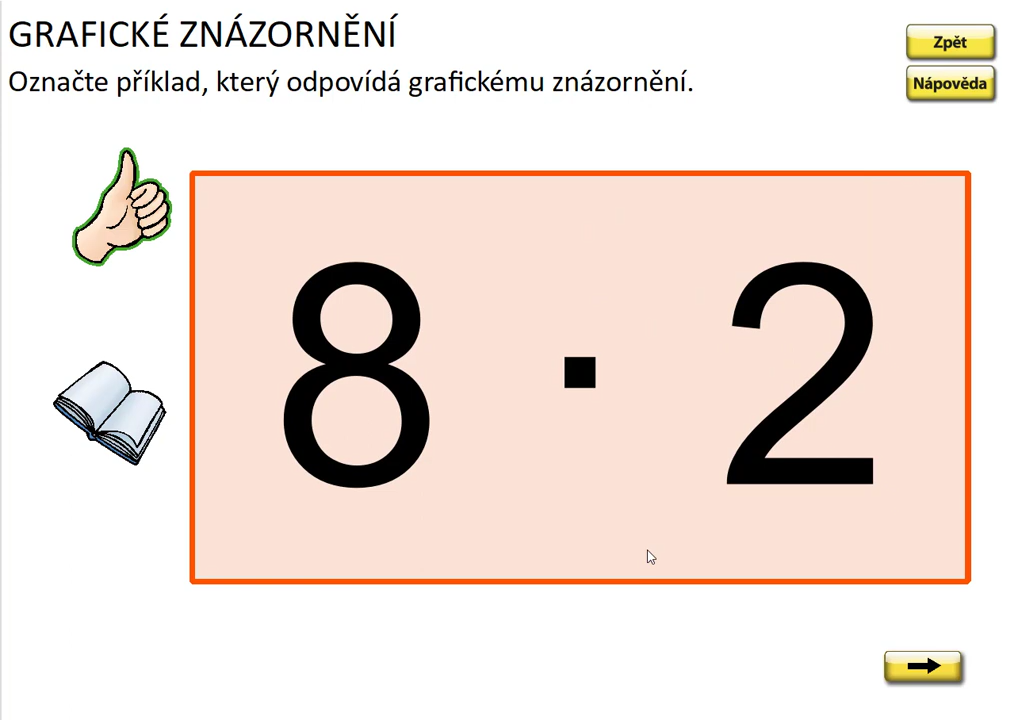 GRAFICKÉ ZNÁZORNĚNÍ
Označte příklad, který odpovídá grafickému znázornění.
Zpět
Nápověda
8 · 2